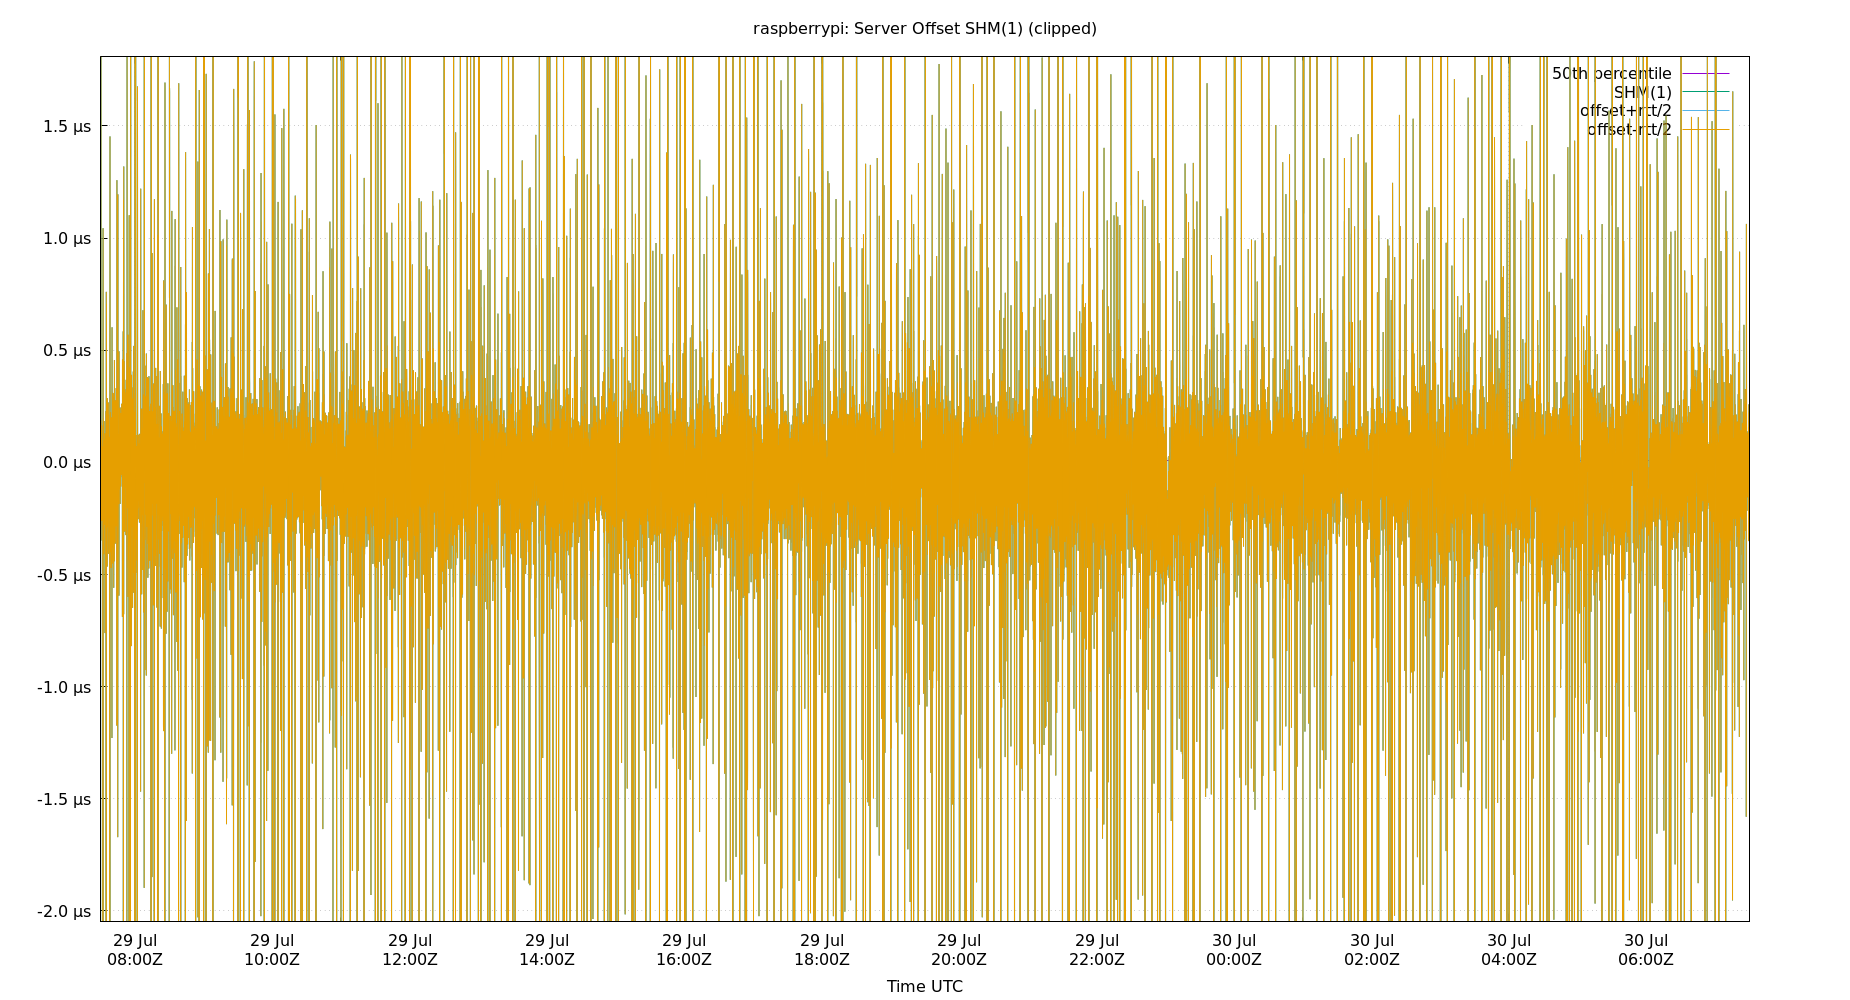 raspberrypi: Server Offset SHM(1) (clipped)
50th percentile
SHM(1)
offset+rtt/2
offset-rtt/2
1.5 µs
1.0 µs
0.5 µs
0.0 µs
-0.5 µs
-1.0 µs
-1.5 µs
-2.0 µs
29 Jul 29 Jul 29 Jul 29 Jul 29 Jul 29 Jul 29 Jul 29 Jul 30 Jul 30 Jul 30 Jul 30 Jul
08:00Z 10:00Z 12:00Z 14:00Z 16:00Z 18:00Z 20:00Z 22:00Z 00:00Z 02:00Z 04:00Z 06:00Z
Time UTC